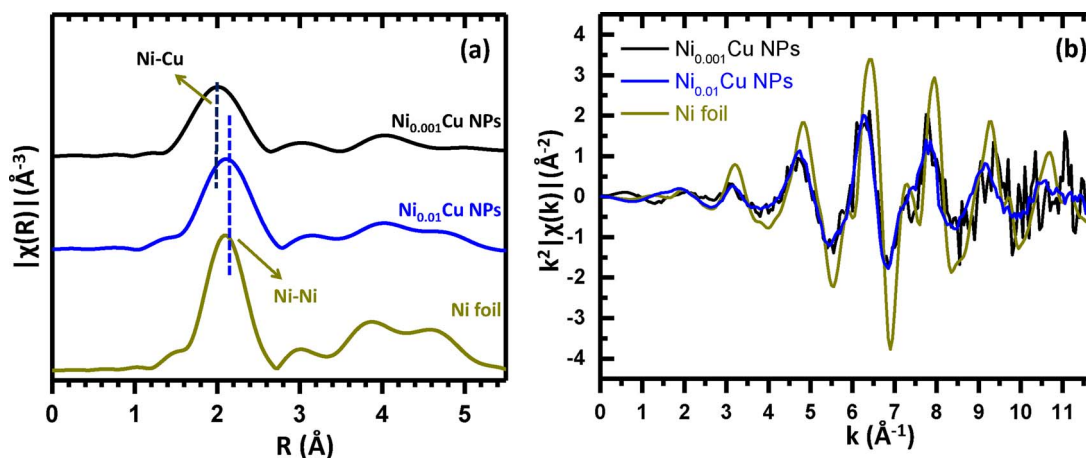 (a)
Ni-Cu
Ni₀.₀₀₁Cu NPs
Ni₀.₀₁Cu NPs
Ni-Ni
Ni foil
|χ(R)| (Å⁻³)
0 1 2 3 4 5
R (Å)
(b)
Ni₀.₀₀₁Cu NPs
Ni₀.₀₁Cu NPs
Ni foil
4
3
2
1
0
-1
-2
-3
-4
k²|χ(k)| (Å⁻²)
0 1 2 3 4 5 6 7 8 9 10 11
k (Å⁻¹)